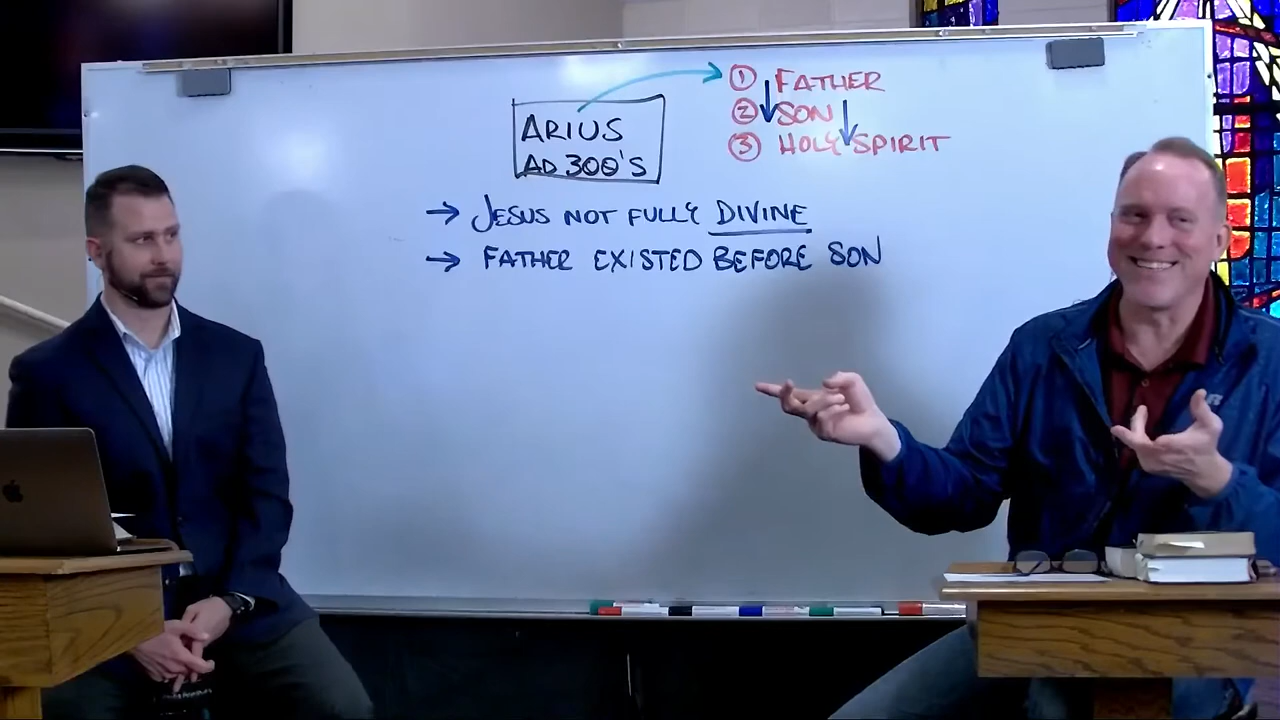 ARIUS
AD 300'S
① FATHER
② SON
③ HOLY SPIRIT
→ JESUS NOT FULLY DIVINE
→ FATHER EXISTED BEFORE SON